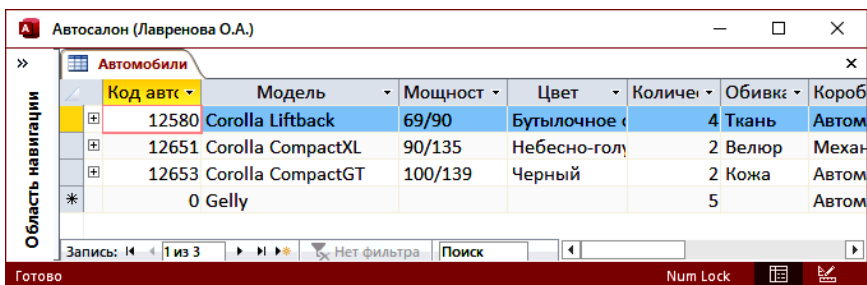 Автосалон (Лавренова О.А.)
Автомобили
Код авто Модель Мощност Цвет Количес Обивка Короб
12580 Corolla Liftback 69/90 Бутылочное 4 Ткань Автом
12651 Corolla CompactXL 90/135 Небесно-голу 2 Велюр Механ
12653 Corolla CompactGT 100/139 Черный 2 Кожа Автом
0 Gelly 5 Автом
Область навигации
Запись: 1 из 3 Нет фильтра Поиск
Готово Num Lock